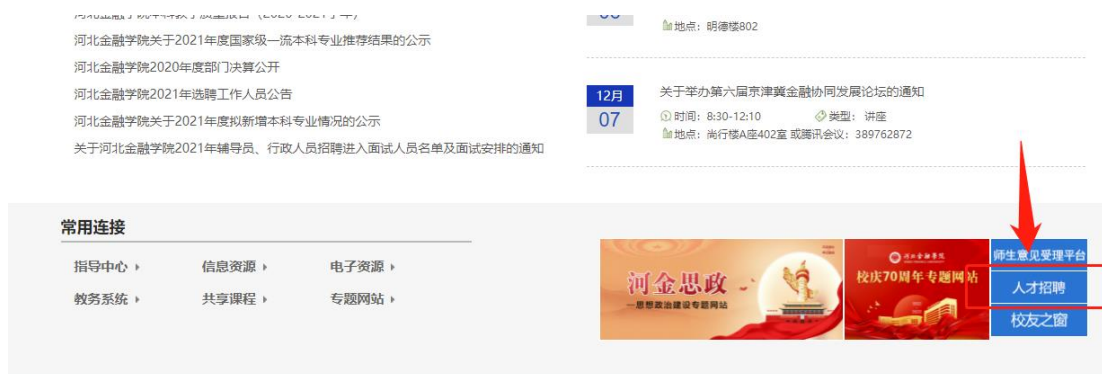 河北金融学院关于2021年度国家级一流本科专业推荐结果的公示
河北金融学院2020年度部门决算公开
河北金融学院2021年选聘工作人员公告
河北金融学院关于2021年度拟新增本科专业情况的公示
关于河北金融学院2021年辅导员、行政人员招聘进入面试人员名单及面试安排的通知
地点：明德楼802
12月
07
关于举办第六届京津冀金融协同发展论坛的通知
时间：8:30-12:10 类型：讲座
地点：尚行楼A座402室 或腾讯会议：389762872
常用连接
指导中心
信息资源
电子资源
教务系统
共享课程
专题网站
河金思政
—思想政治建设专题网站
河北金融学院
校庆70周年专题网站
师生意见受理平台
人才招聘
校友之窗